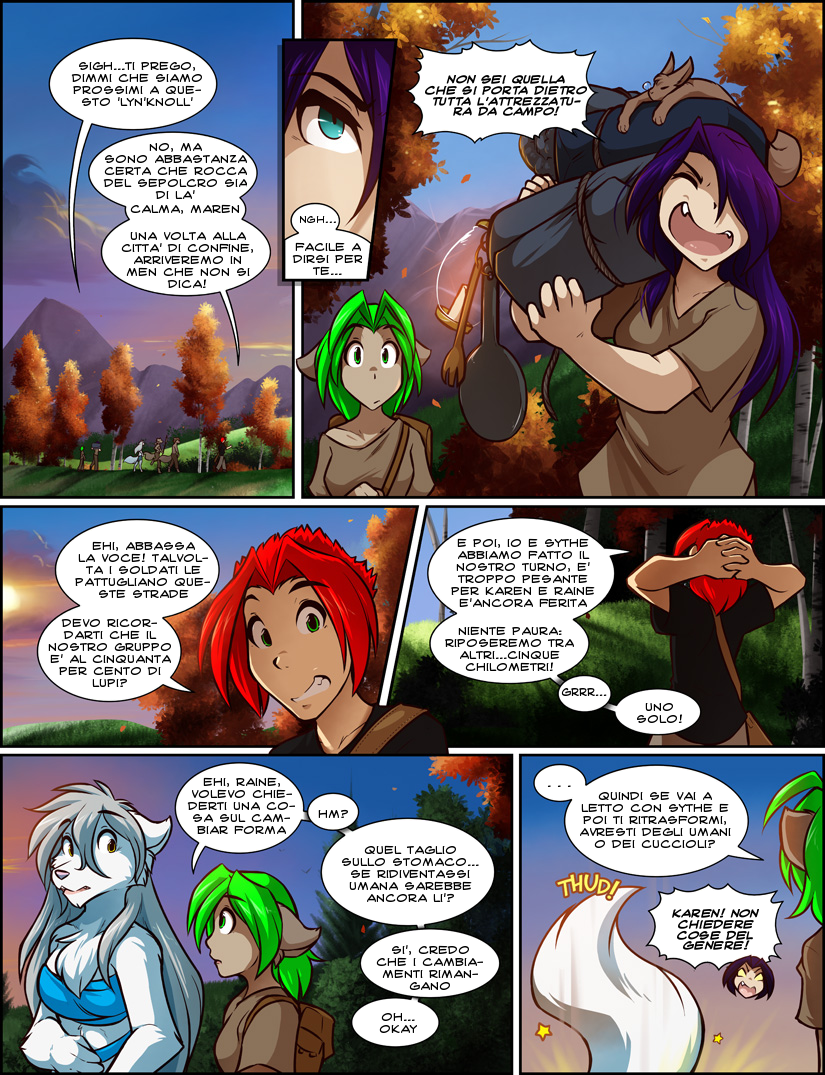 SIGH...TI PREGO,
DIMMI CHE SIAMO
PROSSIMI A QUE-
STO 'LYN'KNOLL'
NO, MA
SONO ABBASTANZA
CERTA CHE ROCCA
DEL SEPOLCRO SIA
DI LA'
CALMA, MAREN
UNA VOLTA ALLA
CITTA' DI CONFINE,
ARRIVEREMO IN
MEN CHE NON SI
DICA!
NGH...
FACILE A
DIRSI PER
TE...
NON SEI QUELLA
CHE SI PORTA DIETRO
TUTTA L'ATTREZZATU-
RA DA CAMPO!
EHI, ABBASSA
LA VOCE! TALVOL-
TA I SOLDATI LE
PATTUGLIANO QUE-
STE STRADE
DEVO RICOR-
DARTI CHE IL
NOSTRO GRUPPO
E' AL CINQUANTA
PER CENTO DI
LUPI?
E POI, IO E SYTHE
ABBIAMO FATTO IL
NOSTRO TURNO, E'
TROPPO PESANTE
PER KAREN E RAINE
E'ANCORA FERITA
NIENTE PAURA:
RIPOSEREMO TRA
ALTRI...CINQUE
CHILOMETRI!
GRRR...
UNO
SOLO!
EHI, RAINE,
VOLEVO CHIE-
DERTI UNA CO-
SA SUL CAM-
BIAR FORMA
HM?
QUEL TAGLIO
SULLO STOMACO...
SE RIDIVENTASSI
UMANA SAREBBE
ANCORA LI'?
SI', CREDO
CHE I CAMBIA-
MENTI RIMAN-
GANO
OH...
OKAY
...
QUINDI SE VAI A
LETTO CON SYTHE E
POI TI RITRASFORMI,
AVRESTI DEGLI UMANI
O DEI CUCCIOLI?
THUD!
KAREN! NON
CHIEDERE
COSE DEL
GENERE!